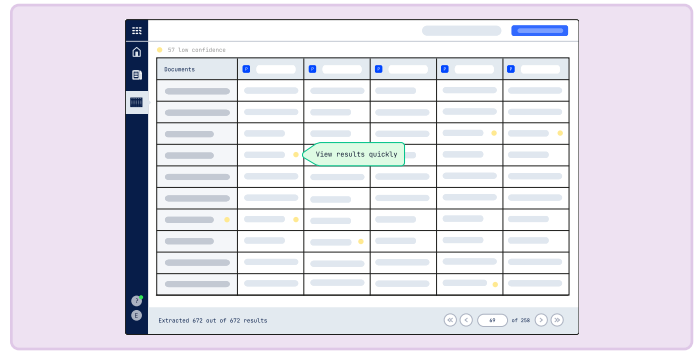 57 low confidence
Documents P P P P P
View results quickly
?
E
Extracted 672 out of 672 results
69 of 258